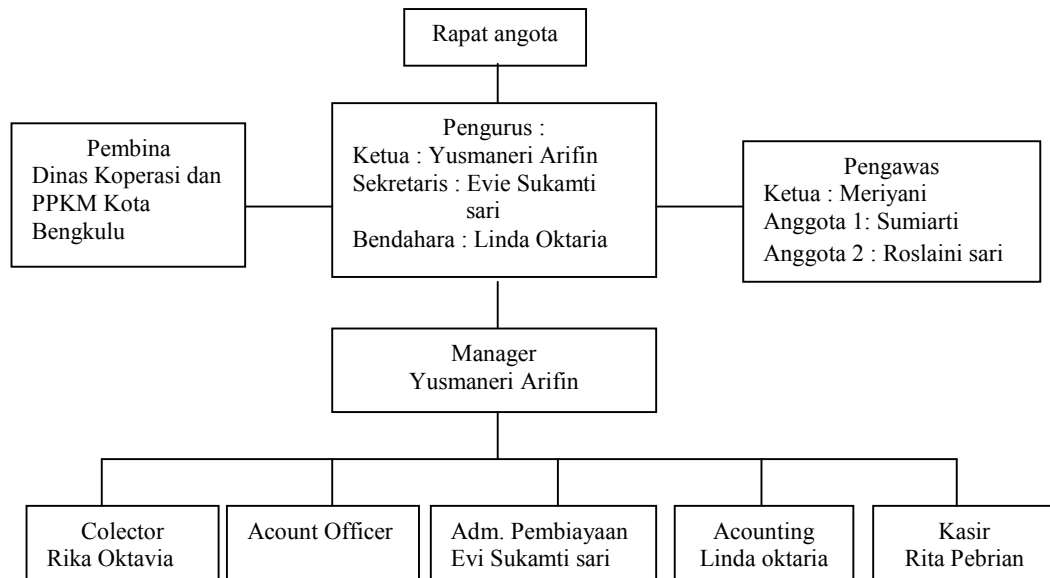 Rapat angota
Pengurus :
Ketua : Yusmaneri Arifin
Sekretaris : Evie Sukamti
sari
Bendahara : Linda Oktaria
Pembina
Dinas Koperasi dan
PPKM Kota
Bengkulu
Pengawas
Ketua : Meriyani
Anggota 1: Sumiarti
Anggota 2 : Roslaini sari
Manager
Yusmaneri Arifin
Colector
Rika Oktavia
Acount Officer
Adm. Pembiayaan
Evi Sukamti sari
Acounting
Linda oktaria
Kasir
Rita Pebrian